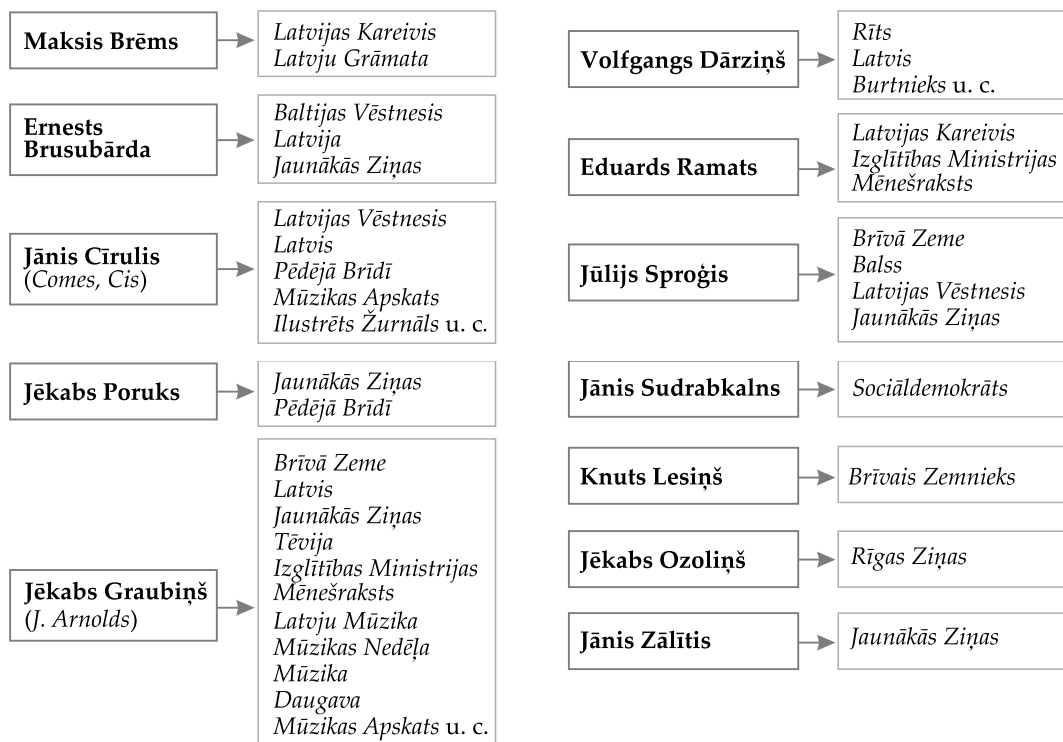 Maksis Brēms
Latvijas Kareivis
Latvju Grāmata
Ernests
Brusubārda
Baltijas Vēstnesis
Latvija
Jaunākās Ziņas
Jānis Cīrulis
(Comes, Cis)
Latvijas Vēstnesis
Latvis
Pēdējā Brīdī
Mūzikas Apskats
Ilustrēts Žurnāls u. c.
Jēkabs Poruks
Jaunākās Ziņas
Pēdējā Brīdī
Jēkabs Graubiņš
(J. Arnolds)
Brīvā Zeme
Latvis
Jaunākās Ziņas
Tēvija
Izglītības Ministrijas
Mēnešraksts
Latvju Mūzika
Mūzikas Nedēļa
Mūzika
Daugava
Mūzikas Apskats u. c.
Volfgangs Dārziņš
Rīts
Latvis
Burtnieks u. c.
Eduards Ramats
Latvijas Kareivis
Izglītības Ministrijas
Mēnešraksts
Jūlijs Sproģis
Brīvā Zeme
Balss
Latvijas Vēstnesis
Jaunākās Ziņas
Jānis Sudrabkalns
Sociāldemokrāts
Knuts Lesiņš
Brīvais Zemnieks
Jēkabs Ozoliņš
Rīgas Ziņas
Jānis Zālītis
Jaunākās Ziņas